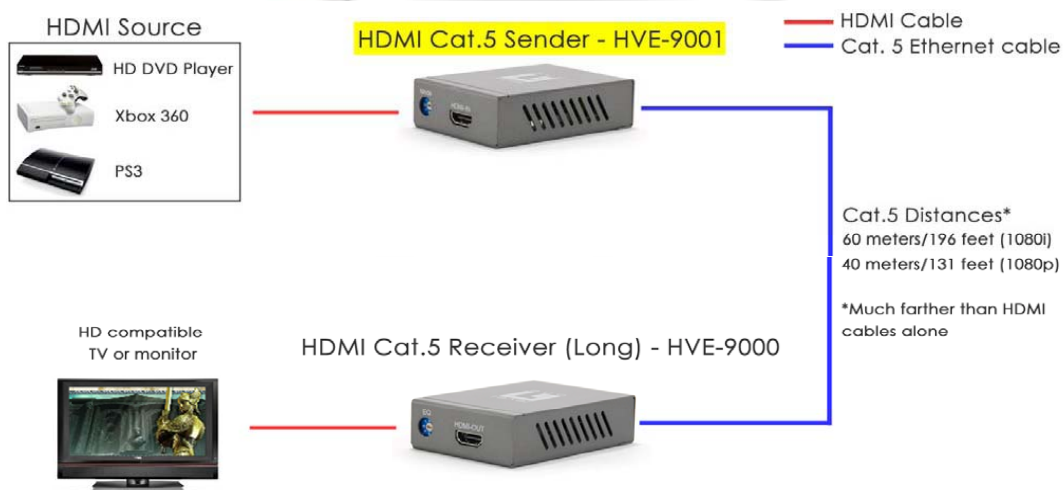 HDMI Source
HD DVD Player
Xbox 360
PS3
HDMI Cat.5 Sender - HVE-9001
HDMI-IN
HDMI Cable
Cat. 5 Ethernet cable
Cat.5 Distances*
60 meters/196 feet (1080i)
40 meters/131 feet (1080p)
*Much farther than HDMI
cables alone
HD compatible
TV or monitor
HDMI Cat.5 Receiver (Long) - HVE-9000
EQ
HDMI-OUT